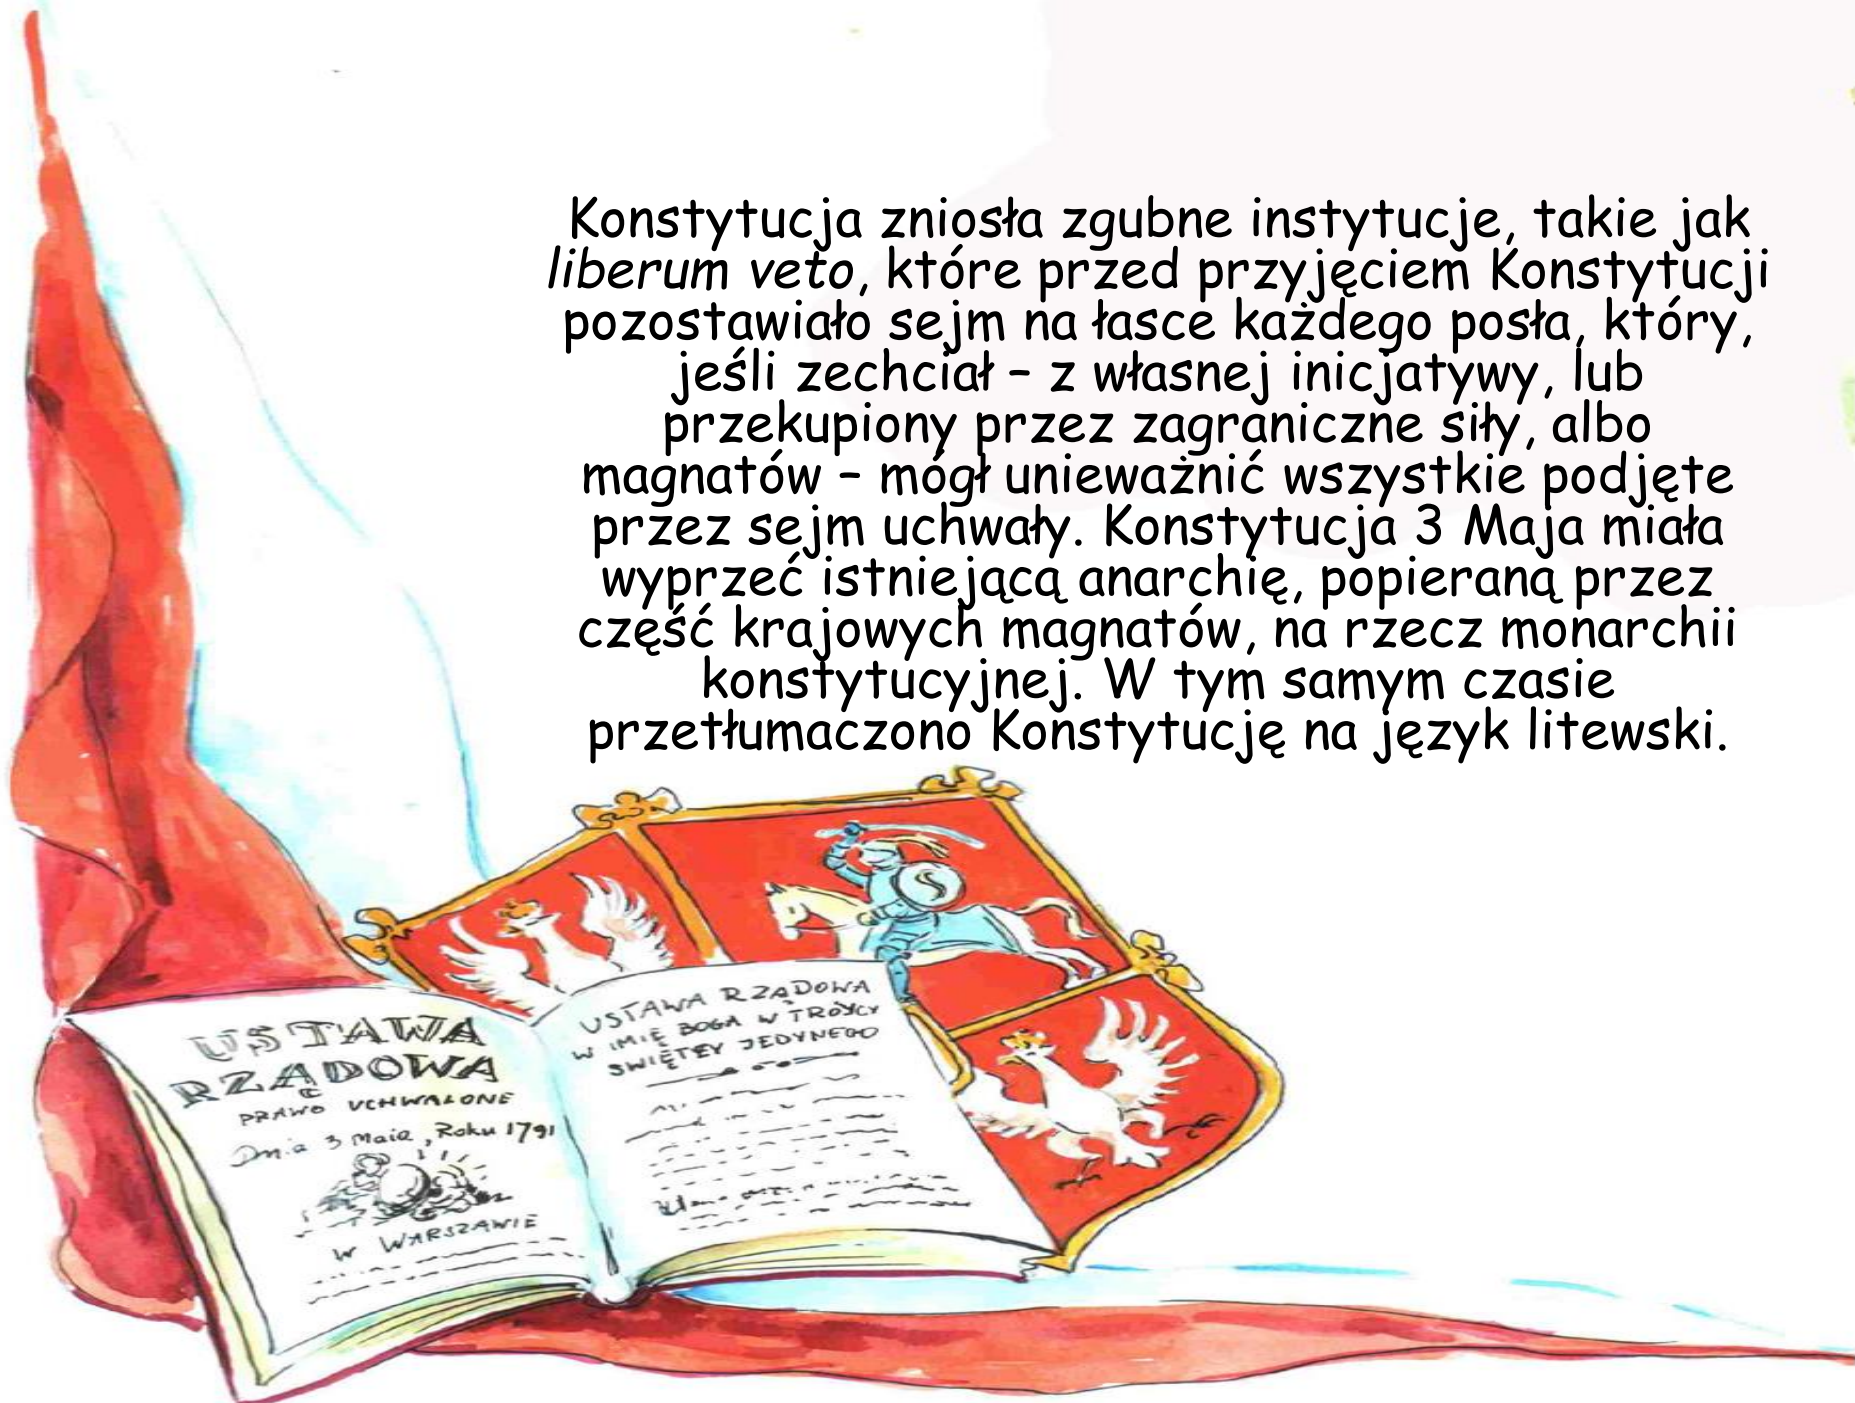 Konstytucja zniosła zgubne instytucje, takie jak
liberum veto, które przed przyjęciem Konstytucji
pozostawiało sejm na łasce każdego posła, który,
jeśli zechciał – z własnej inicjatywy, lub
przekupiony przez zagraniczne siły, albo
magnatów – mógł unieważnić wszystkie podjęte
przez sejm uchwały. Konstytucja 3 Maja miała
wyprzeć istniejącą anarchię, popieraną przez
część krajowych magnatów, na rzecz monarchii
konstytucyjnej. W tym samym czasie
przetłumaczono Konstytucję na język litewski.
USTAWA
RZĄDOWA
PRAWO UCHWALONE
Dnia 3 Maia, Roku 1791
W WARSZAWIE
USTAWA RZĄDOWA
W IMIĘ BOGA W TRÓYCY
SWIĘTEY JEDYNEGO